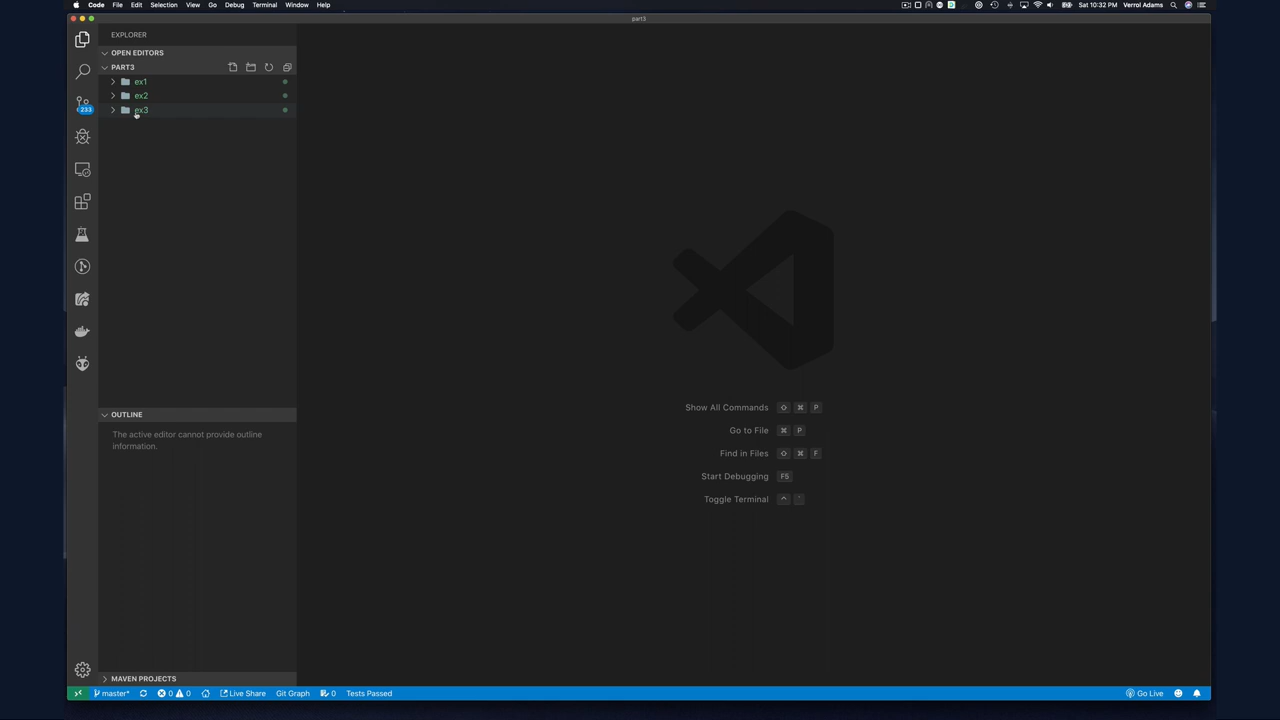 Code File Edit Selection View Go Debug Terminal Window Help
Sat 10:32 PM Verrol Adams
part3
EXPLORER
OPEN EDITORS
PART3
ex1
ex2
ex3
233
OUTLINE
The active editor cannot provide outline
information.
MAVEN PROJECTS
Show All Commands ⇧ ⌘ P
Go to File ⌘ P
Find in Files ⇧ ⌘ F
Start Debugging F5
Toggle Terminal ^ `
master* 0 0 Live Share Git Graph 0 Tests Passed Go Live